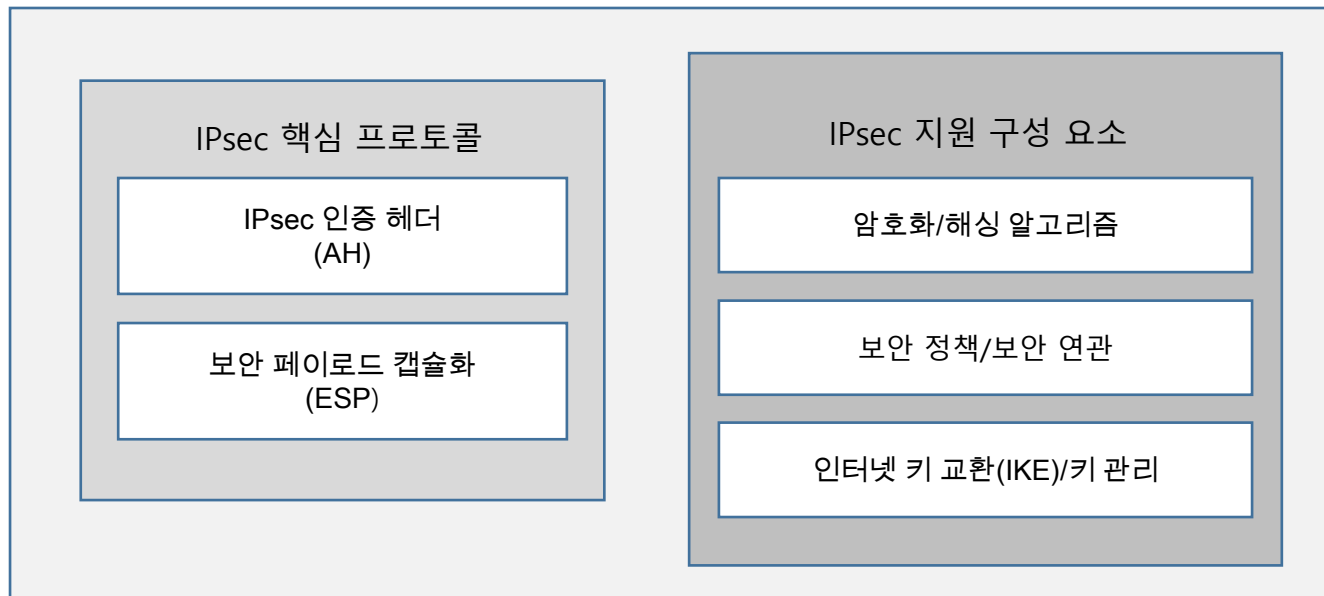 IPsec 핵심 프로토콜
IPsec 인증 헤더
(AH)
보안 페이로드 캡슐화
(ESP)
IPsec 지원 구성 요소
암호화/해싱 알고리즘
보안 정책/보안 연관
인터넷 키 교환(IKE)/키 관리